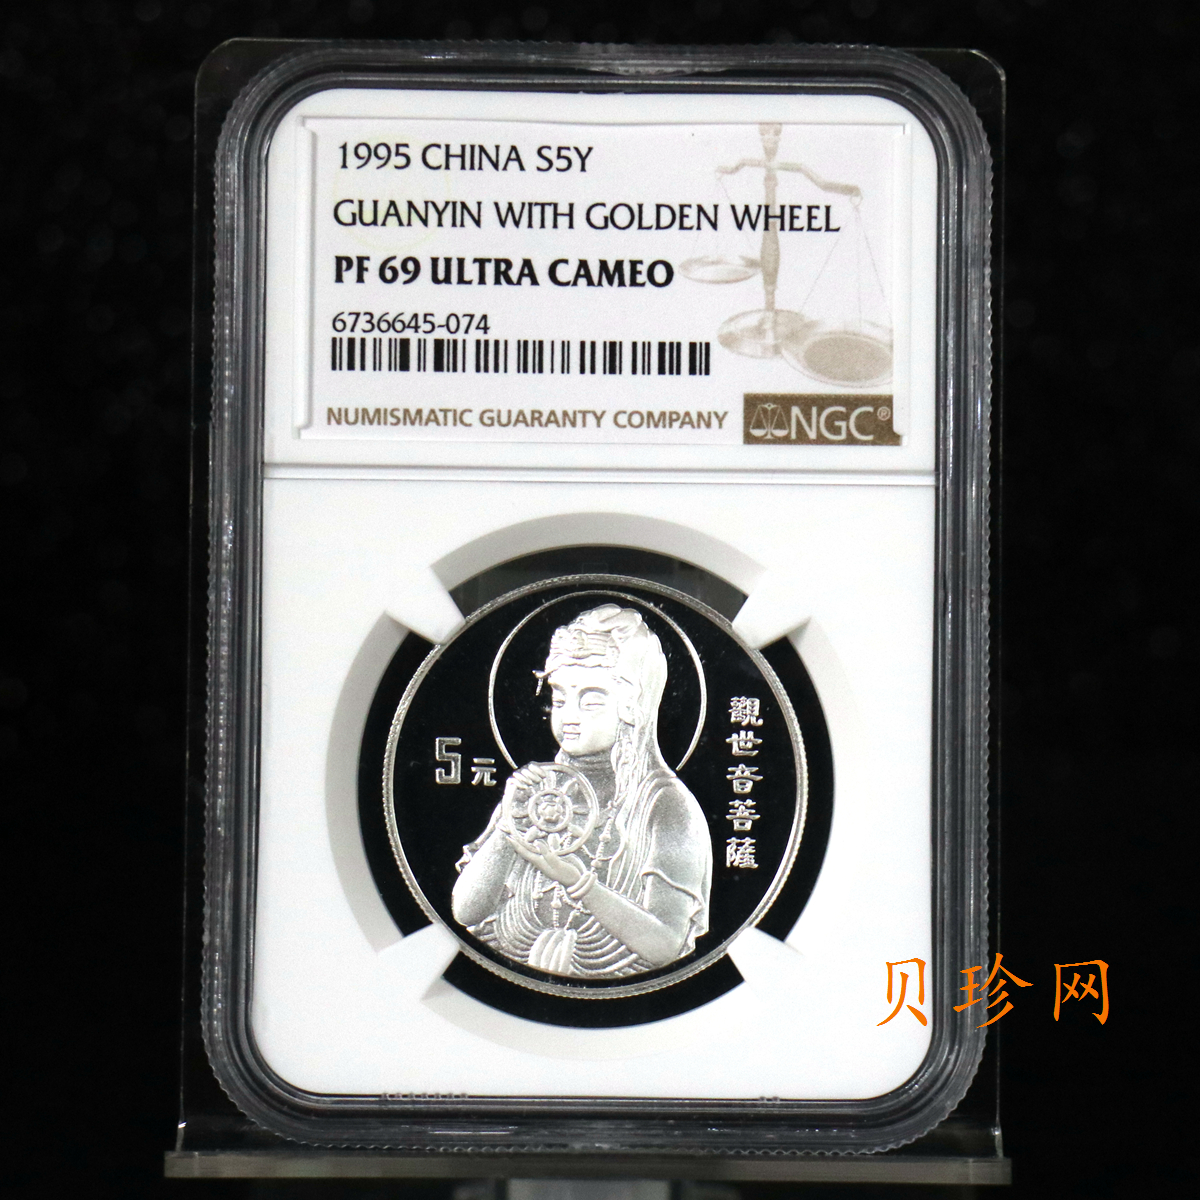 1995 CHINA S5Y
GUANYIN WITH GOLDEN WHEEL
PF 69 ULTRA CAMEO
6736645-074
NUMISMATIC GUARANTY COMPANY
NGC®
5元
觀世音菩薩
贝珍网